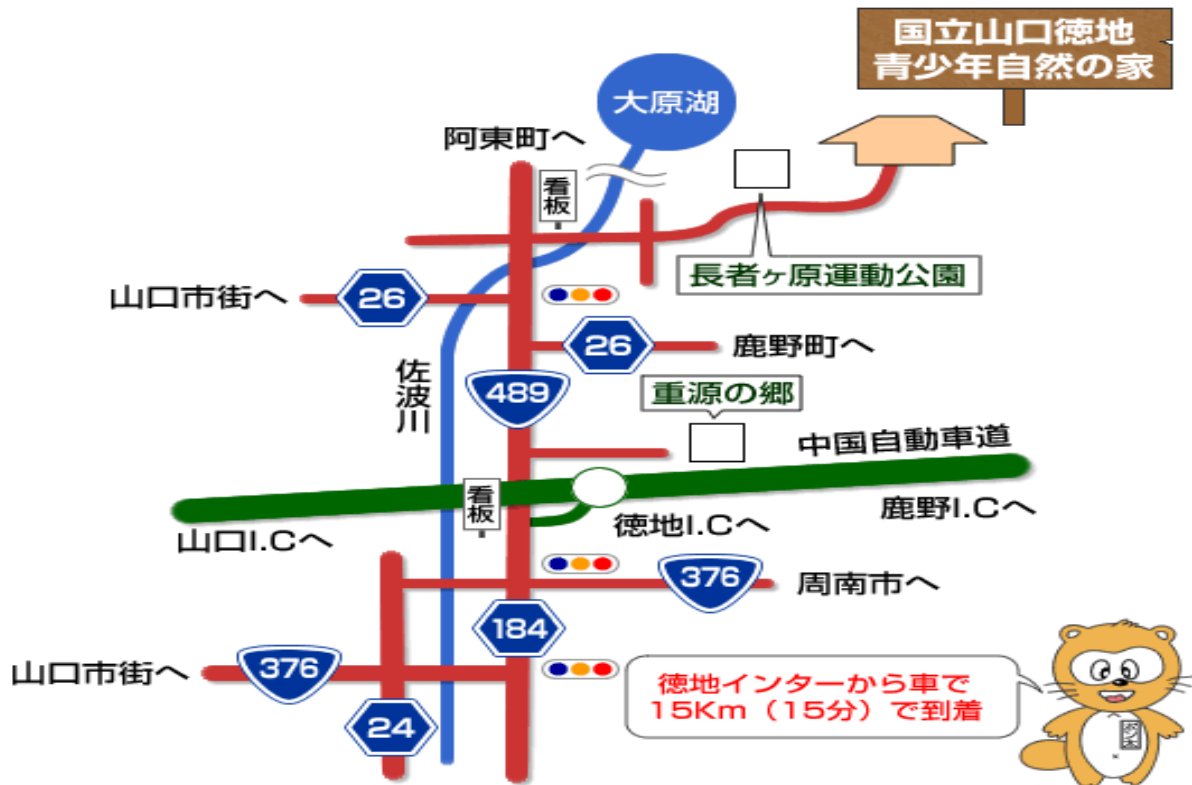 国立山口徳地
青少年自然の家
大原湖
阿東町へ
看板
長者ヶ原運動公園
山口市街へ
26
26
鹿野町へ
佐波川
489
重源の郷
中国自動車道
看板
鹿野I.Cへ
徳地I.Cへ
山口I.Cへ
376
周南市へ
184
山口市街へ
376
徳地インターから車で
15Km（15分）で到着
24